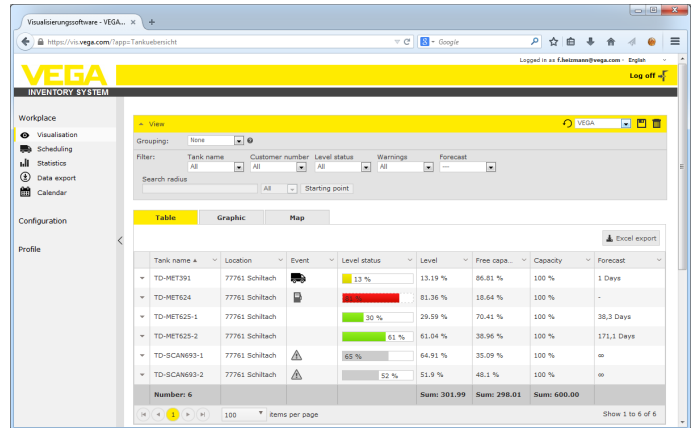 Visualisierungssoftware - VEGA...
https://vis.vega.com/?app=Tankuebersicht
Google
Logged in as f.heizmann@vega.com - English
VEGA
Log off
INVENTORY SYSTEM
Workplace
Visualisation
Scheduling
Statistics
Data export
Calendar
Configuration
Profile
View
VEGA
Grouping: None
Filter: Tank name Customer number Level status Warnings Forecast
All All All All ---
Search radius
All Starting point
Table Graphic Map
Excel export
Tank name Location Event Level status Level Free capa... Capacity Forecast
TD-MET391 77761 Schiltach 13 % 13.19 % 86.81 % 100 % 1 Days
TD-MET624 77761 Schiltach 81 % 81.36 % 18.64 % 100 % -
TD-MET625-1 77761 Schiltach 30 % 29.59 % 70.41 % 100 % 38,3 Days
TD-MET625-2 77761 Schiltach 61 % 61.04 % 38.96 % 100 % 171,1 Days
TD-SCAN693-1 77761 Schiltach 65 % 64.91 % 35.09 % 100 % ∞
TD-SCAN693-2 77761 Schiltach 52 % 51.9 % 48.1 % 100 % ∞
Number: 6 Sum: 301.99 Sum: 298.01 Sum: 600.00
1 100 items per page Show 1 to 6 of 6